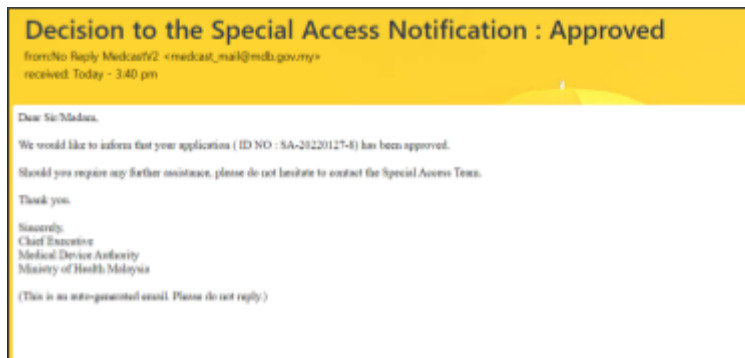 Decision to the Special Access Notification : Approved
from:No Reply MedcastV2 <medcast_mail@mdb.gov.my>
received: Today - 3:40 pm
Dear Sir/Madam,
We would like to inform that your application ( ID NO : SA-20220127-8) has been approved.
Should you require any further assistance, please do not hesitate to contact the Special Access Team.
Thank you.
Sincerely,
Chief Executive
Medical Device Authority
Ministry of Health Malaysia
(This is an auto-generated email. Please do not reply.)